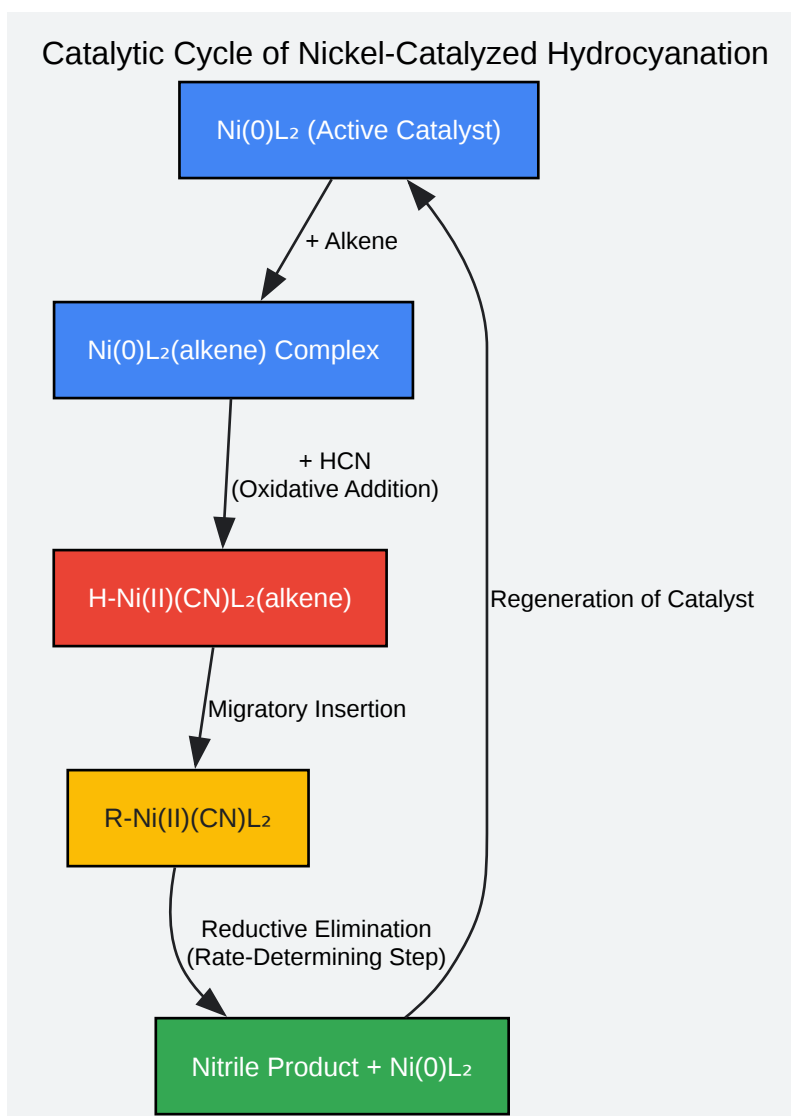 Catalytic Cycle of Nickel-Catalyzed Hydrocyanation
Ni(0)L₂ (Active Catalyst)
+ Alkene
Ni(0)L₂(alkene) Complex
+ HCN
(Oxidative Addition)
H-Ni(II)(CN)L₂(alkene)
Regeneration of Catalyst
Migratory Insertion
R-Ni(II)(CN)L₂
Reductive Elimination
(Rate-Determining Step)
Nitrile Product + Ni(0)L₂